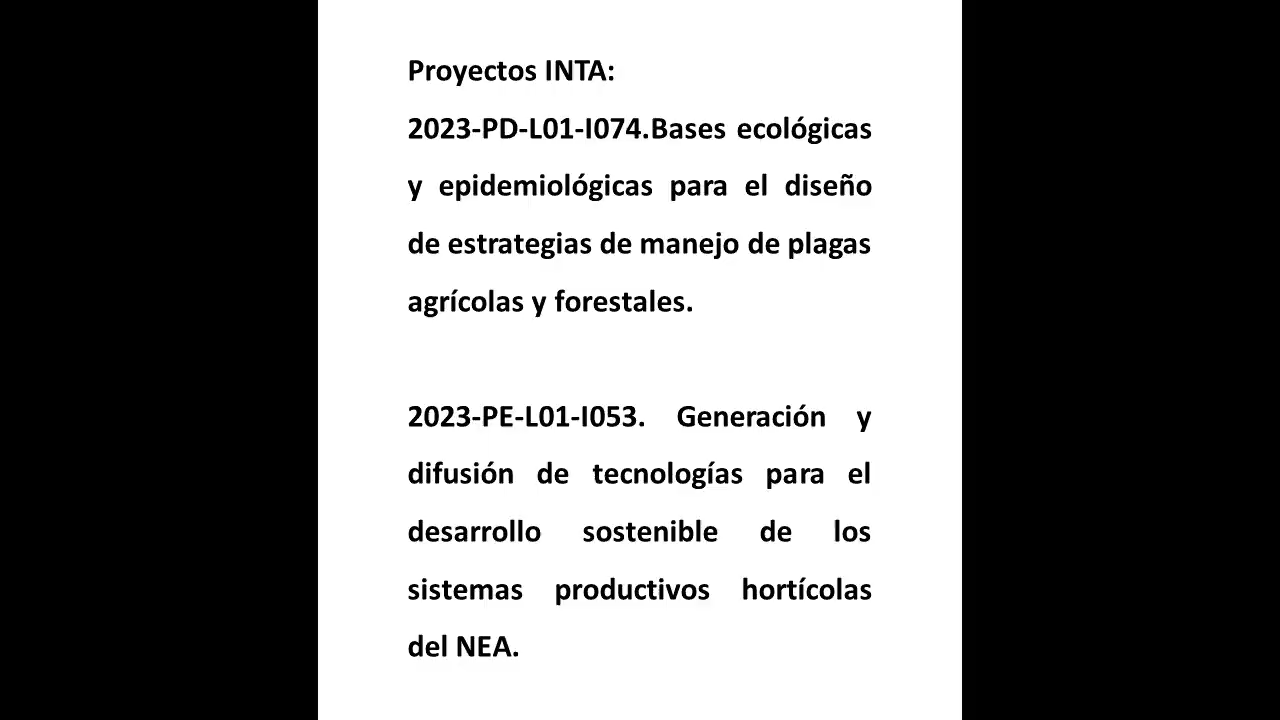 Proyectos INTA:
2023-PD-L01-I074.Bases ecológicas
y epidemiológicas para el diseño
de estrategias de manejo de plagas
agrícolas y forestales.
2023-PE-L01-I053. Generación y
difusión de tecnologías para el
desarrollo sostenible de los
sistemas productivos hortícolas
del NEA.